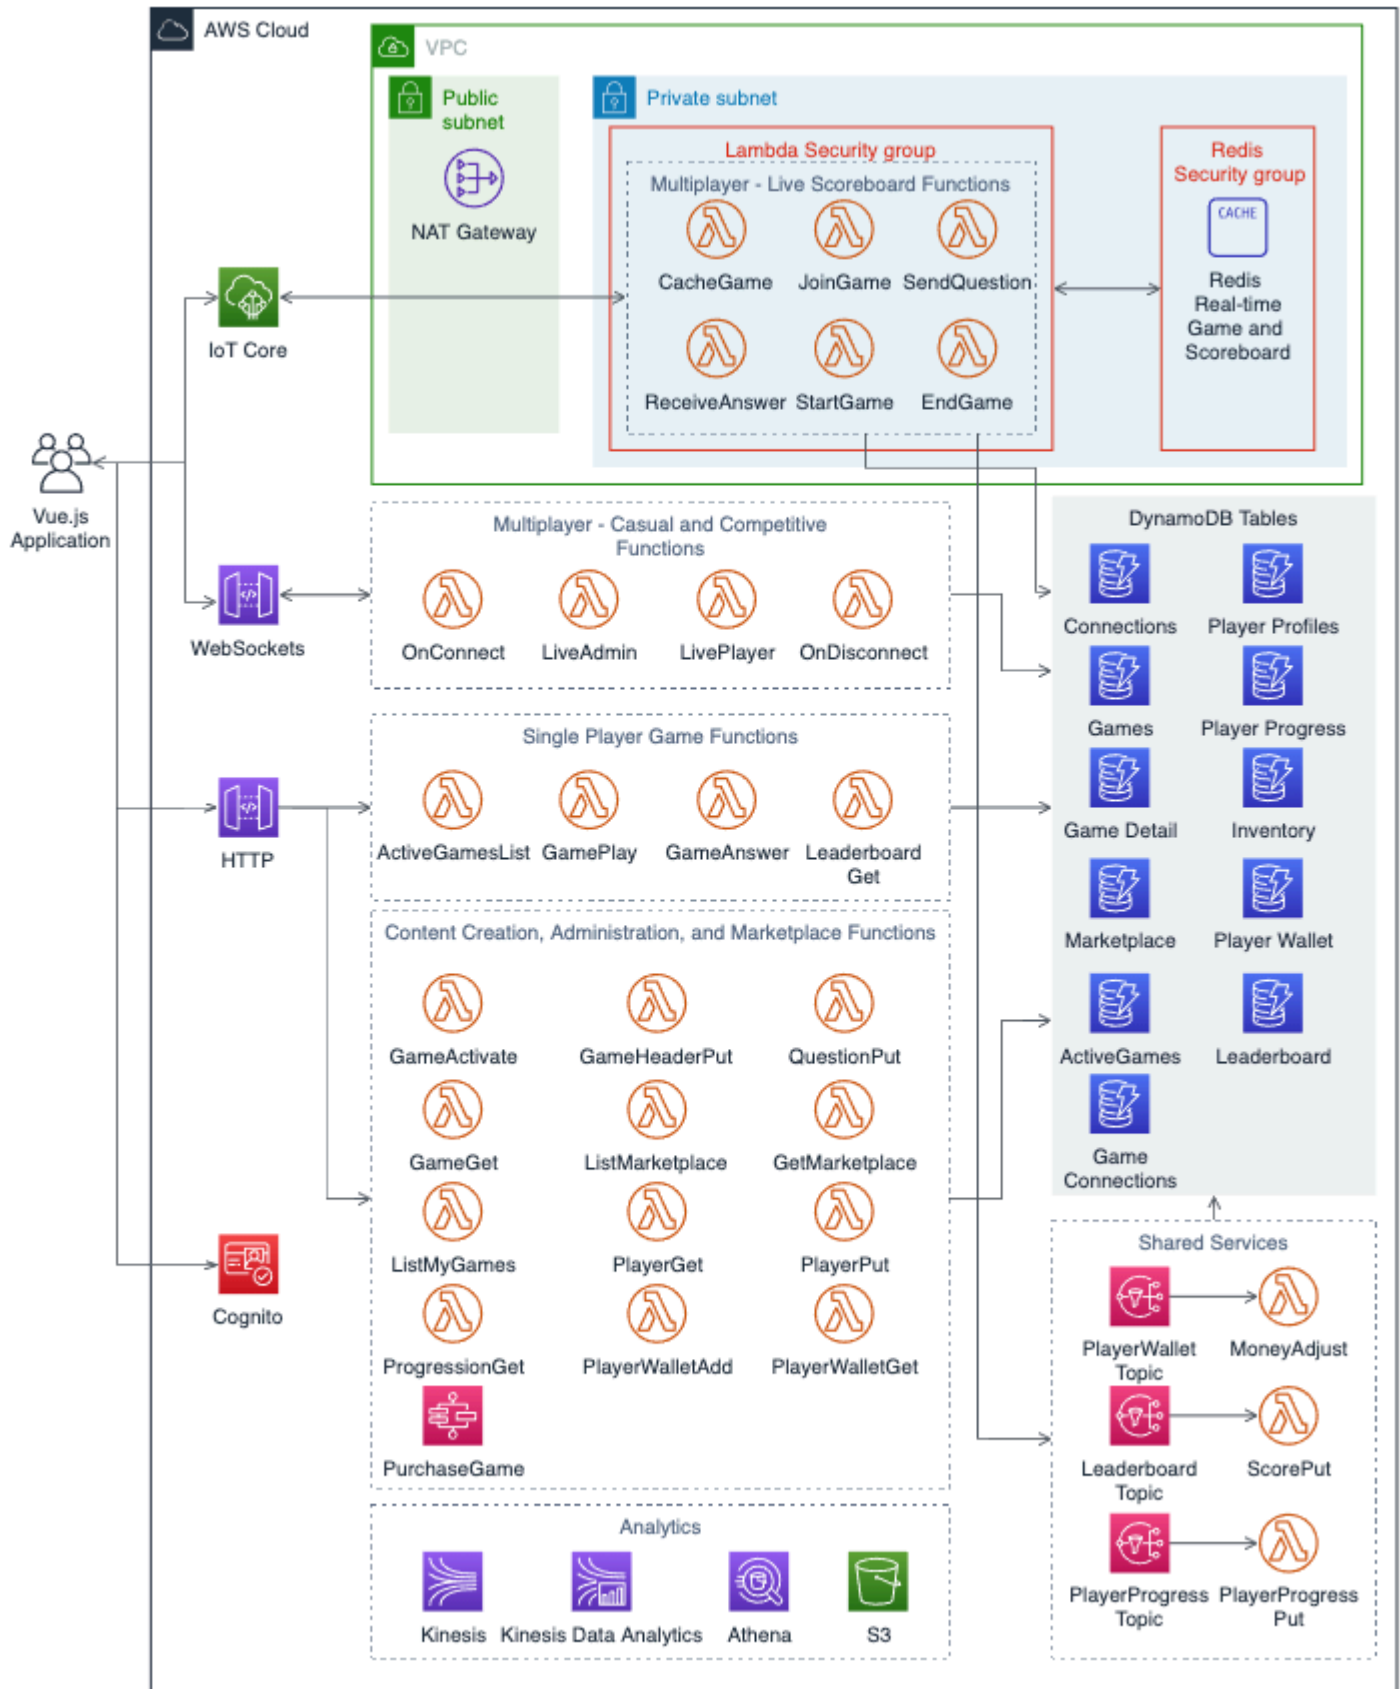 AWS Cloud
VPC
Public
subnet
Private subnet
NAT Gateway
Lambda Security group
Multiplayer - Live Scoreboard Functions
CacheGame
JoinGame
SendQuestion
ReceiveAnswer
StartGame
EndGame
Redis
Security group
CACHE
Redis
Real-time
Game and
Scoreboard
IoT Core
Vue.js
Application
WebSockets
HTTP
Cognito
Multiplayer - Casual and Competitive
Functions
OnConnect
LiveAdmin
LivePlayer
OnDisconnect
Single Player Game Functions
ActiveGamesList
GamePlay
GameAnswer
Leaderboard
Get
Content Creation, Administration, and Marketplace Functions
GameActivate
GameHeaderPut
QuestionPut
GameGet
ListMarketplace
GetMarketplace
ListMyGames
PlayerGet
PlayerPut
ProgressionGet
PlayerWalletAdd
PlayerWalletGet
PurchaseGame
Analytics
Kinesis
Kinesis Data Analytics
Athena
S3
DynamoDB Tables
Connections
Player Profiles
Games
Player Progress
Game Detail
Inventory
Marketplace
Player Wallet
ActiveGames
Leaderboard
Game
Connections
Shared Services
PlayerWallet
Topic
MoneyAdjust
Leaderboard
Topic
ScorePut
PlayerProgress
Topic
PlayerProgress
Put